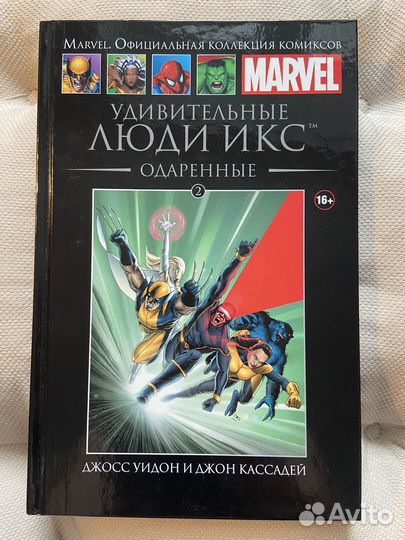 Marvel. Официальная коллекция комиксов
MARVEL
УДИВИТЕЛЬНЫЕ
ЛЮДИ ИКС™
ОДАРЕННЫЕ
2
16+
ДЖОСС УИДОН И ДЖОН КАССАДЕЙ
Avito